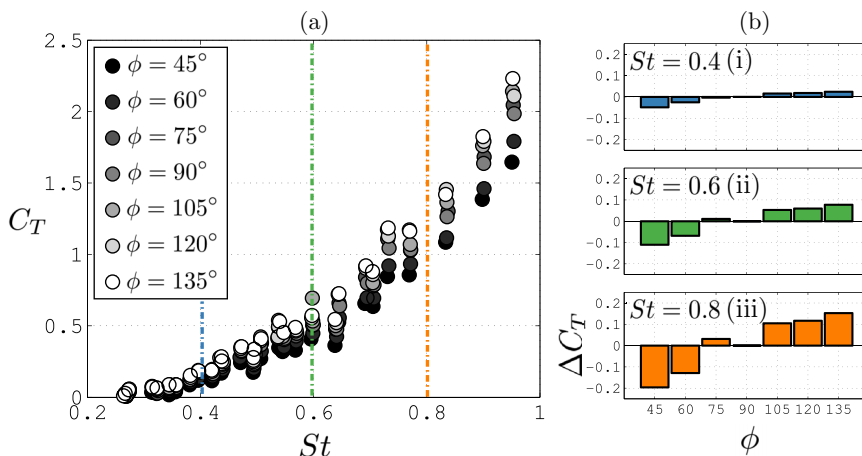 (a)
2.5
2
1.5
1
0.5
0
C_T
ϕ = 45°
ϕ = 60°
ϕ = 75°
ϕ = 90°
ϕ = 105°
ϕ = 120°
ϕ = 135°
0.2 0.4 0.6 0.8 1
St
(b)
St = 0.4 (i)
0.2
0.1
0
-0.1
-0.2
St = 0.6 (ii)
0.2
0.1
0
-0.1
-0.2
St = 0.8 (iii)
0.2
0.1
0
-0.1
-0.2
ΔC_T
45 60 75 90 105 120 135
ϕ